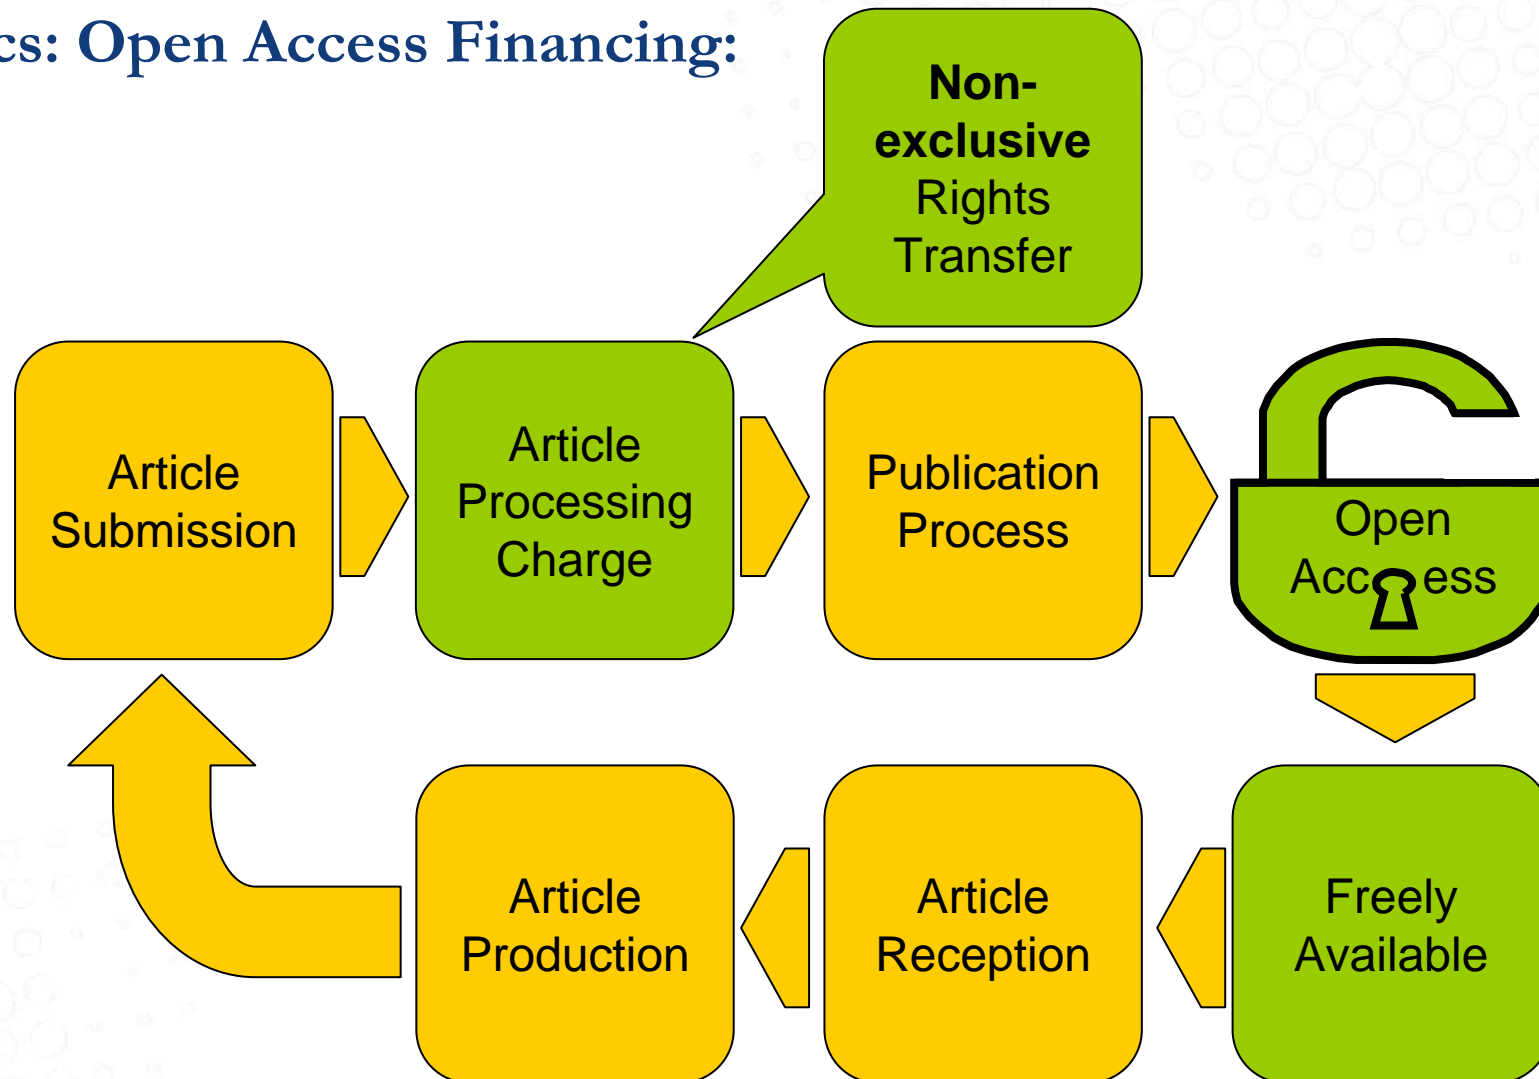 cs: Open Access Financing:
Non-
exclusive
Rights
Transfer
Article
Submission
Article
Processing
Charge
Publication
Process
Open
Access
Freely
Available
Article
Reception
Article
Production